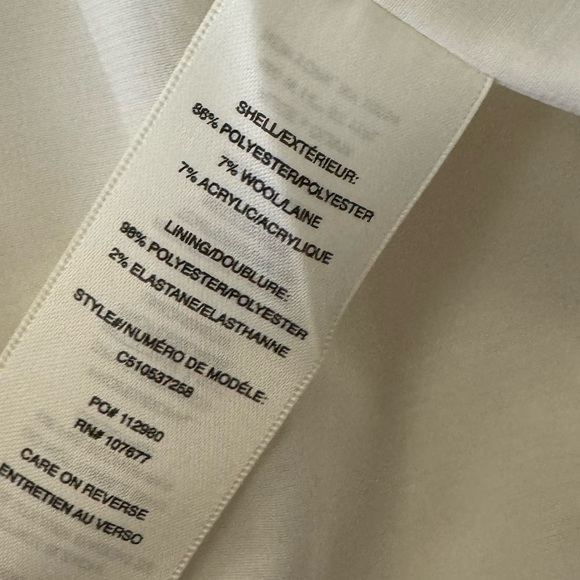 SHELL/EXTÉRIEUR:
86% POLYESTER/POLYESTER
7% WOOL/LAINE
7% ACRYLIC/ACRYLIQUE
LINING/DOUBLURE:
98% POLYESTER/POLYESTER
2% ELASTANE/ELASTHANNE
STYLE#/NUMÉRO DE MODÈLE:
C510537258
PO# 112980
RN# 107677
CARE ON REVERSE
ENTRETIEN AU VERSO